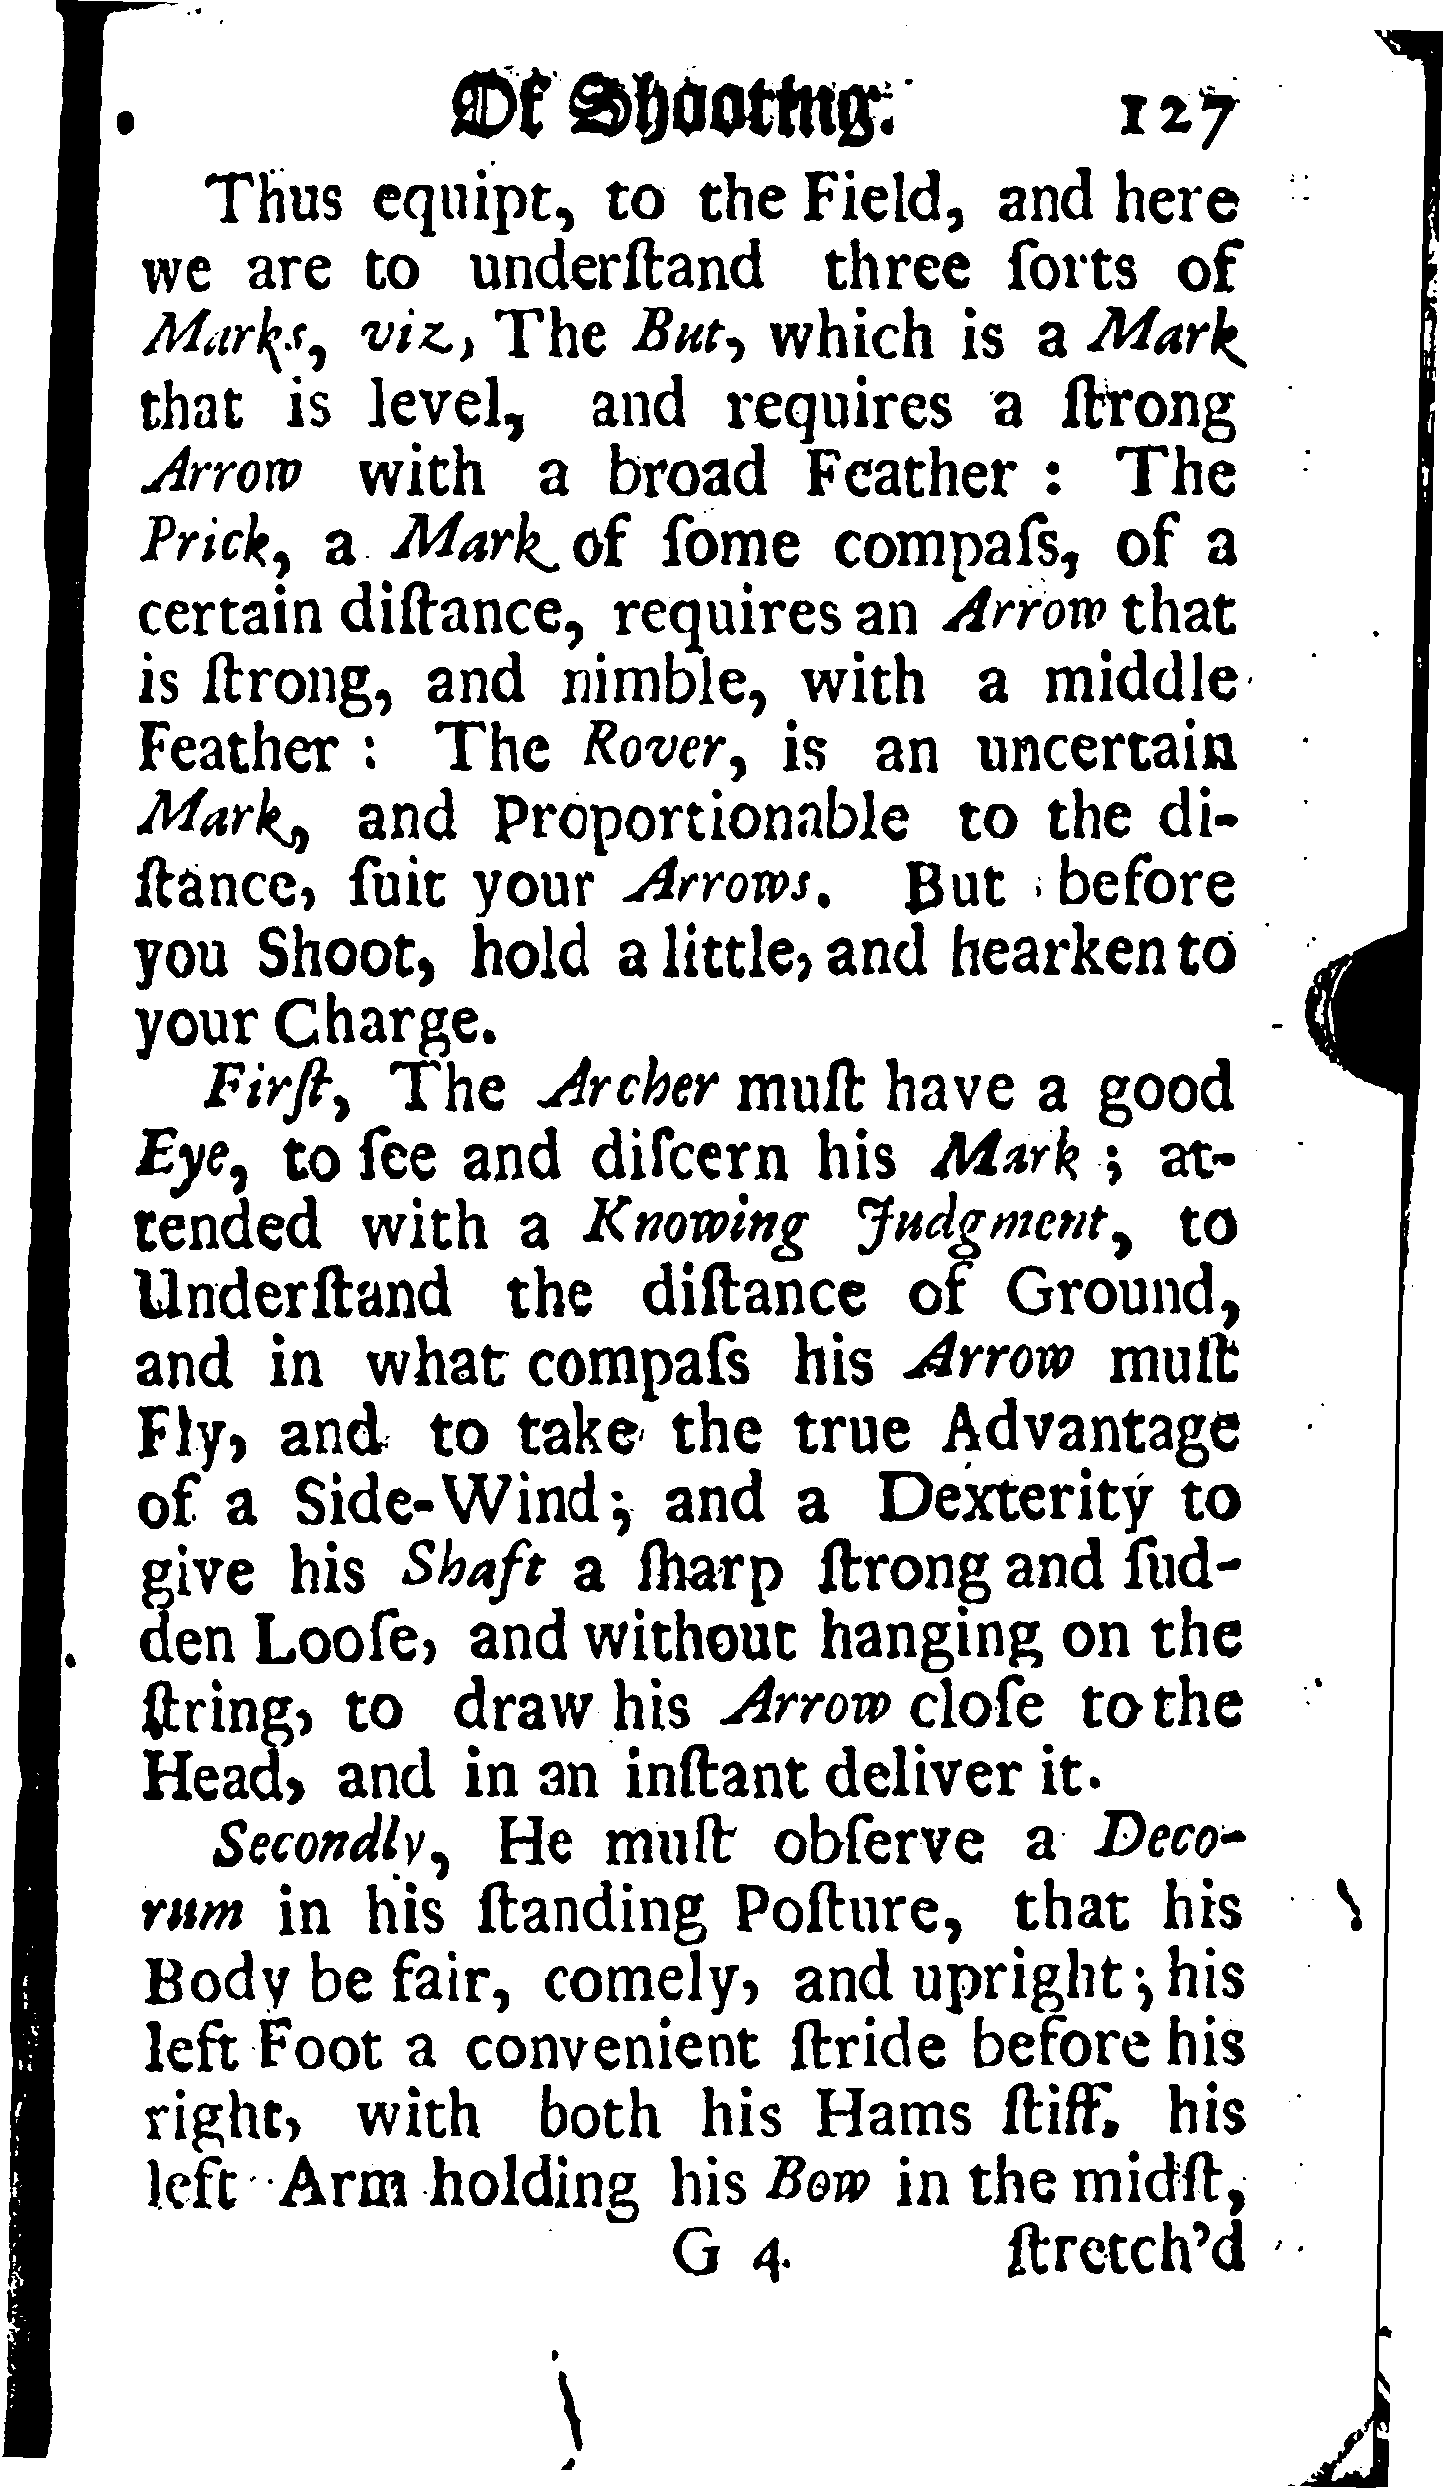 Of Shooting. 127
Thus equipt, to the Field, and here
we are to underſtand three ſorts of
Marks, viz, The But, which is a Mark
that is level, and requires a ſtrong
Arrow with a broad Feather : The
Prick, a Mark of ſome compaſs, of a
certain diſtance, requires an Arrow that
is ſtrong, and nimble, with a middle
Feather : The Rover, is an uncertain
Mark, and Proportionable to the di-
ſtance, ſuit your Arrows. But before
you Shoot, hold a little, and hearken to
your Charge.
Firſt, The Archer muſt have a good
Eye, to ſee and diſcern his Mark ; at-
tended with a Knowing Judgment, to
Underſtand the diſtance of Ground,
and in what compaſs his Arrow muſt
Fly, and to take the true Advantage
of a Side-Wind; and a Dexterity to
give his Shaft a ſharp ſtrong and ſud-
den Looſe, and without hanging on the
ſtring, to draw his Arrow cloſe to the
Head, and in an inſtant deliver it.
Secondly, He muſt obſerve a Deco-
rum in his ſtanding Poſture, that his
Body be fair, comely, and upright; his
left Foot a convenient ſtride before his
right, with both his Hams ſtiff, his
left Arm holding his Bow in the midſt,
G 4 ſtretch'd